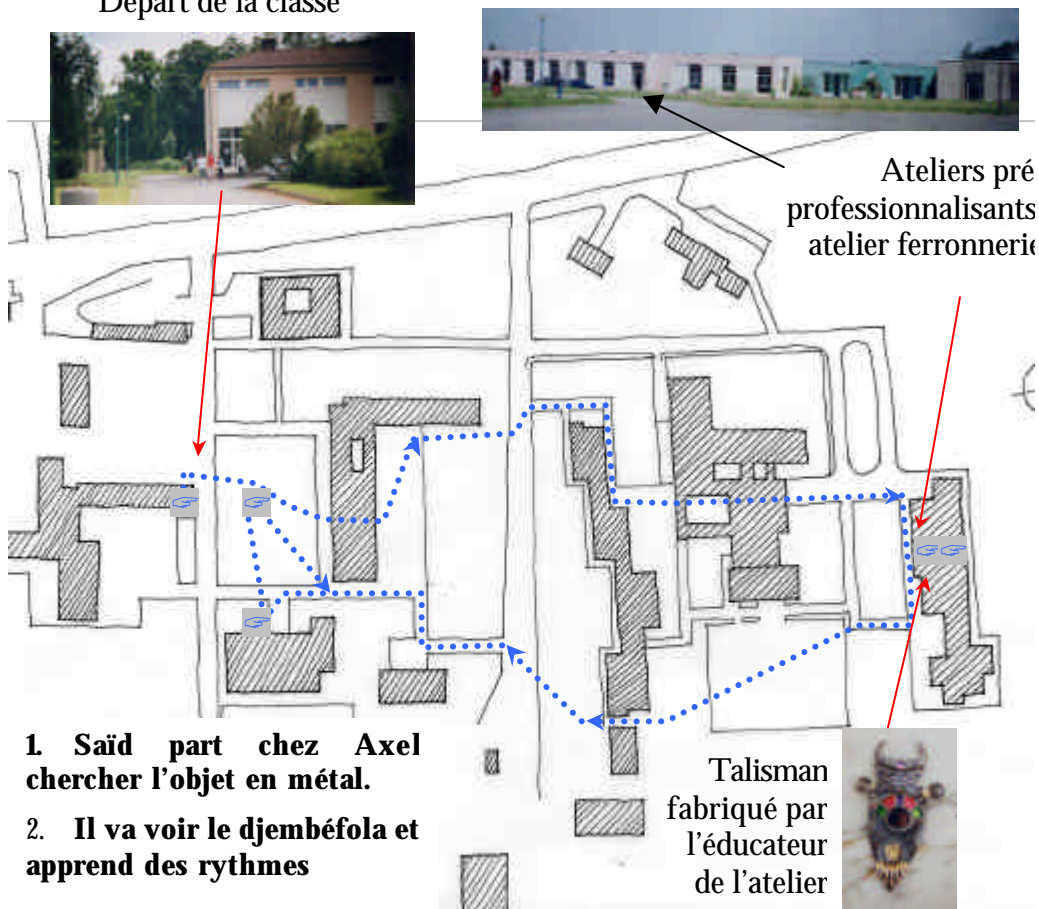 Départ de la classe
Ateliers pré
professionnalisants
atelier ferronnerie
1. Saïd part chez Axel
chercher l'objet en métal.
2. Il va voir le djembéfola et
apprend des rythmes
Talisman
fabriqué par
l'éducateur
de l'atelier